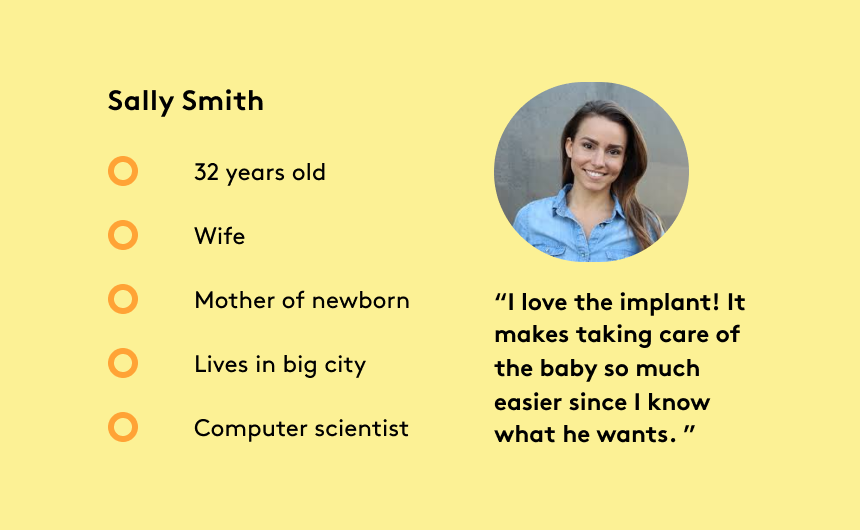 Sally Smith
32 years old
Wife
Mother of newborn
Lives in big city
Computer scientist
“I love the implant! It
makes taking care of
the baby so much
easier since I know
what he wants. ”